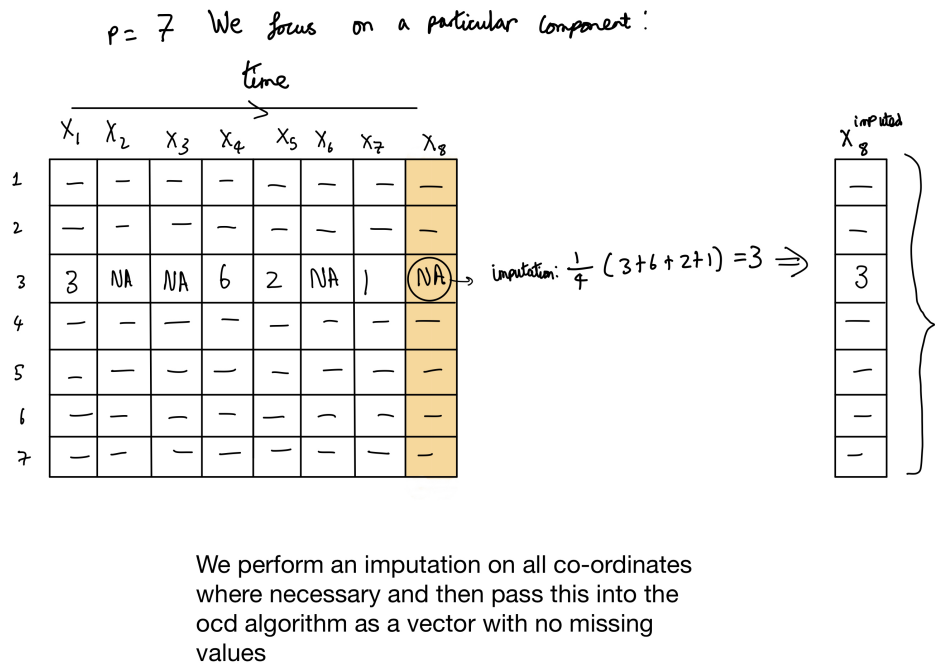 p = 7 We focus on a particular component:
time
X₁ X₂ X₃ X₄ X₅ X₆ X₇ X₈
X₈^imputed
1 – – – – – – – – –
2 – – – – – – – – –
3 3 NA NA 6 2 NA 1 NA imputation: 1/4 (3+6+2+1) = 3 ⇒ 3
4 – – – – – – – – –
5 – – – – – – – – –
6 – – – – – – – – –
7 – – – – – – – – –
We perform an imputation on all co-ordinates
where necessary and then pass this into the
ocd algorithm as a vector with no missing
values